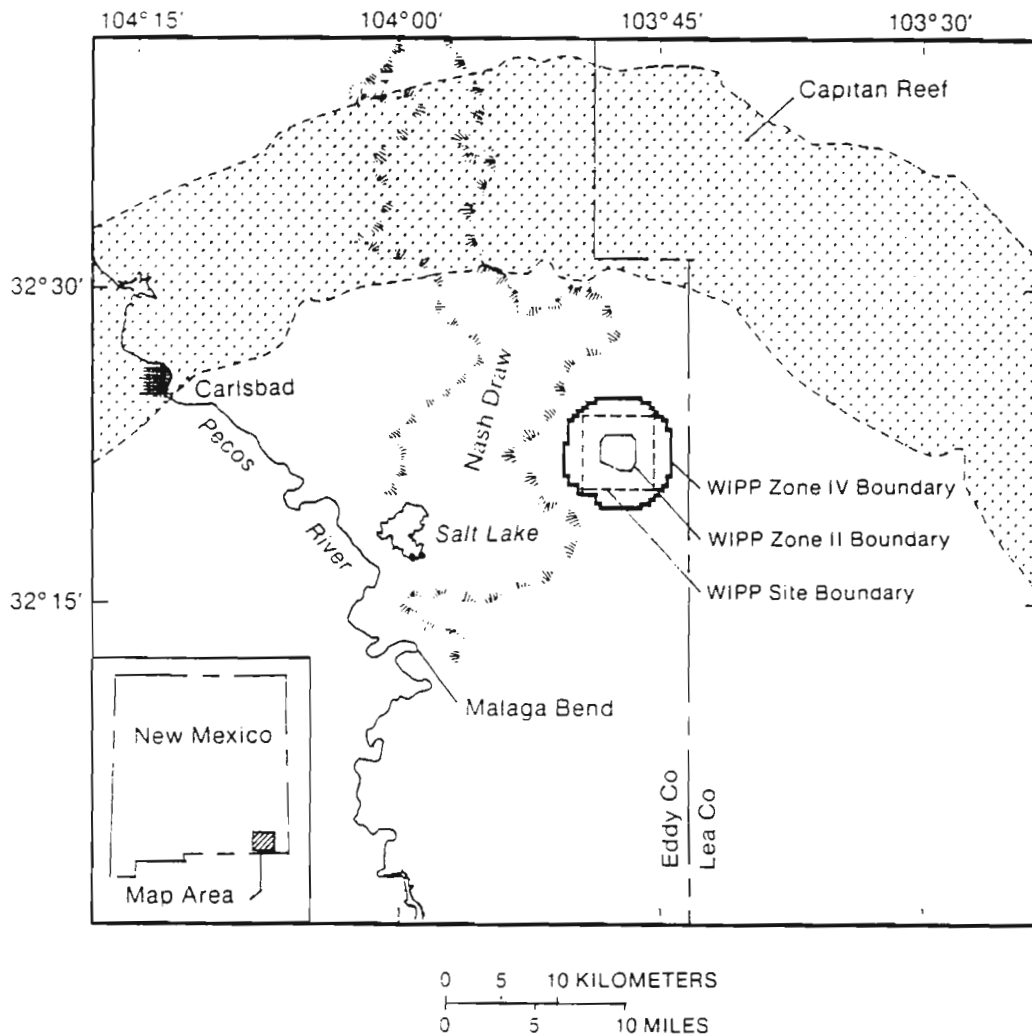 104° 15′ 104° 00′ 103° 45′ 103° 30′
Capitan Reef
32° 30′
Carlsbad
Pecos
River
Nash Draw
Salt Lake
WIPP Zone IV Boundary
WIPP Zone II Boundary
WIPP Site Boundary
32° 15′
Malaga Bend
New Mexico
Map Area
Eddy Co
Lea Co
0 5 10 KILOMETERS
0 5 10 MILES